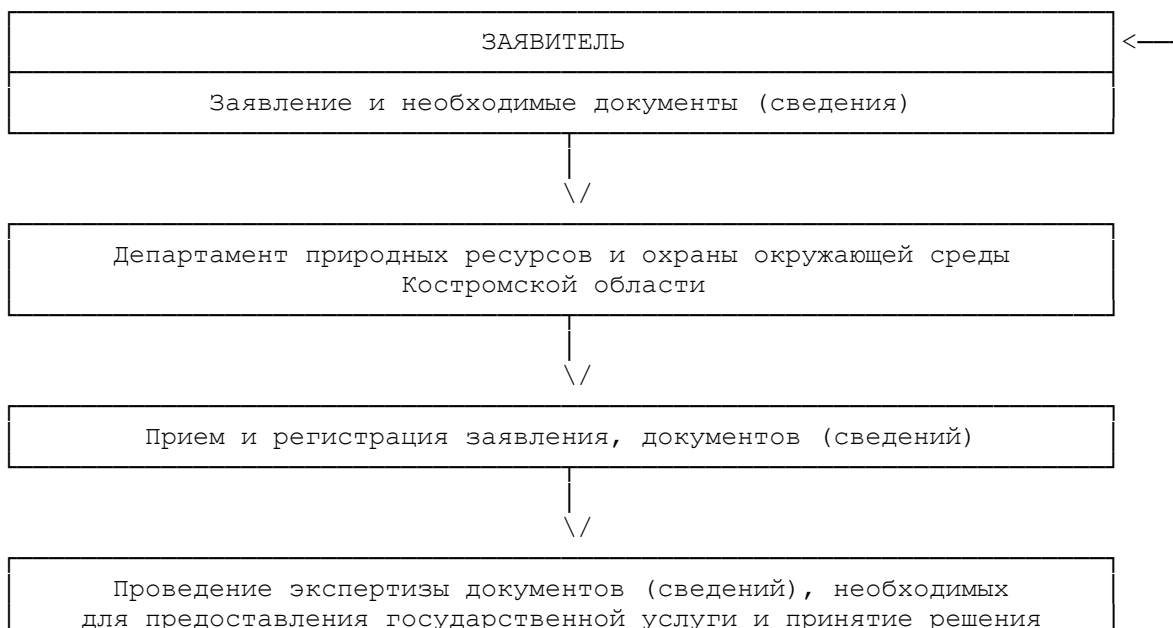 ЗАЯВИТЕЛЬ
Заявление и необходимые документы (сведения)
Департамент природных ресурсов и охраны окружающей среды
Костромской области
Прием и регистрация заявления, документов (сведений)
Проведение экспертизы документов (сведений), необходимых
для предоставления государственной услуги и принятие решения